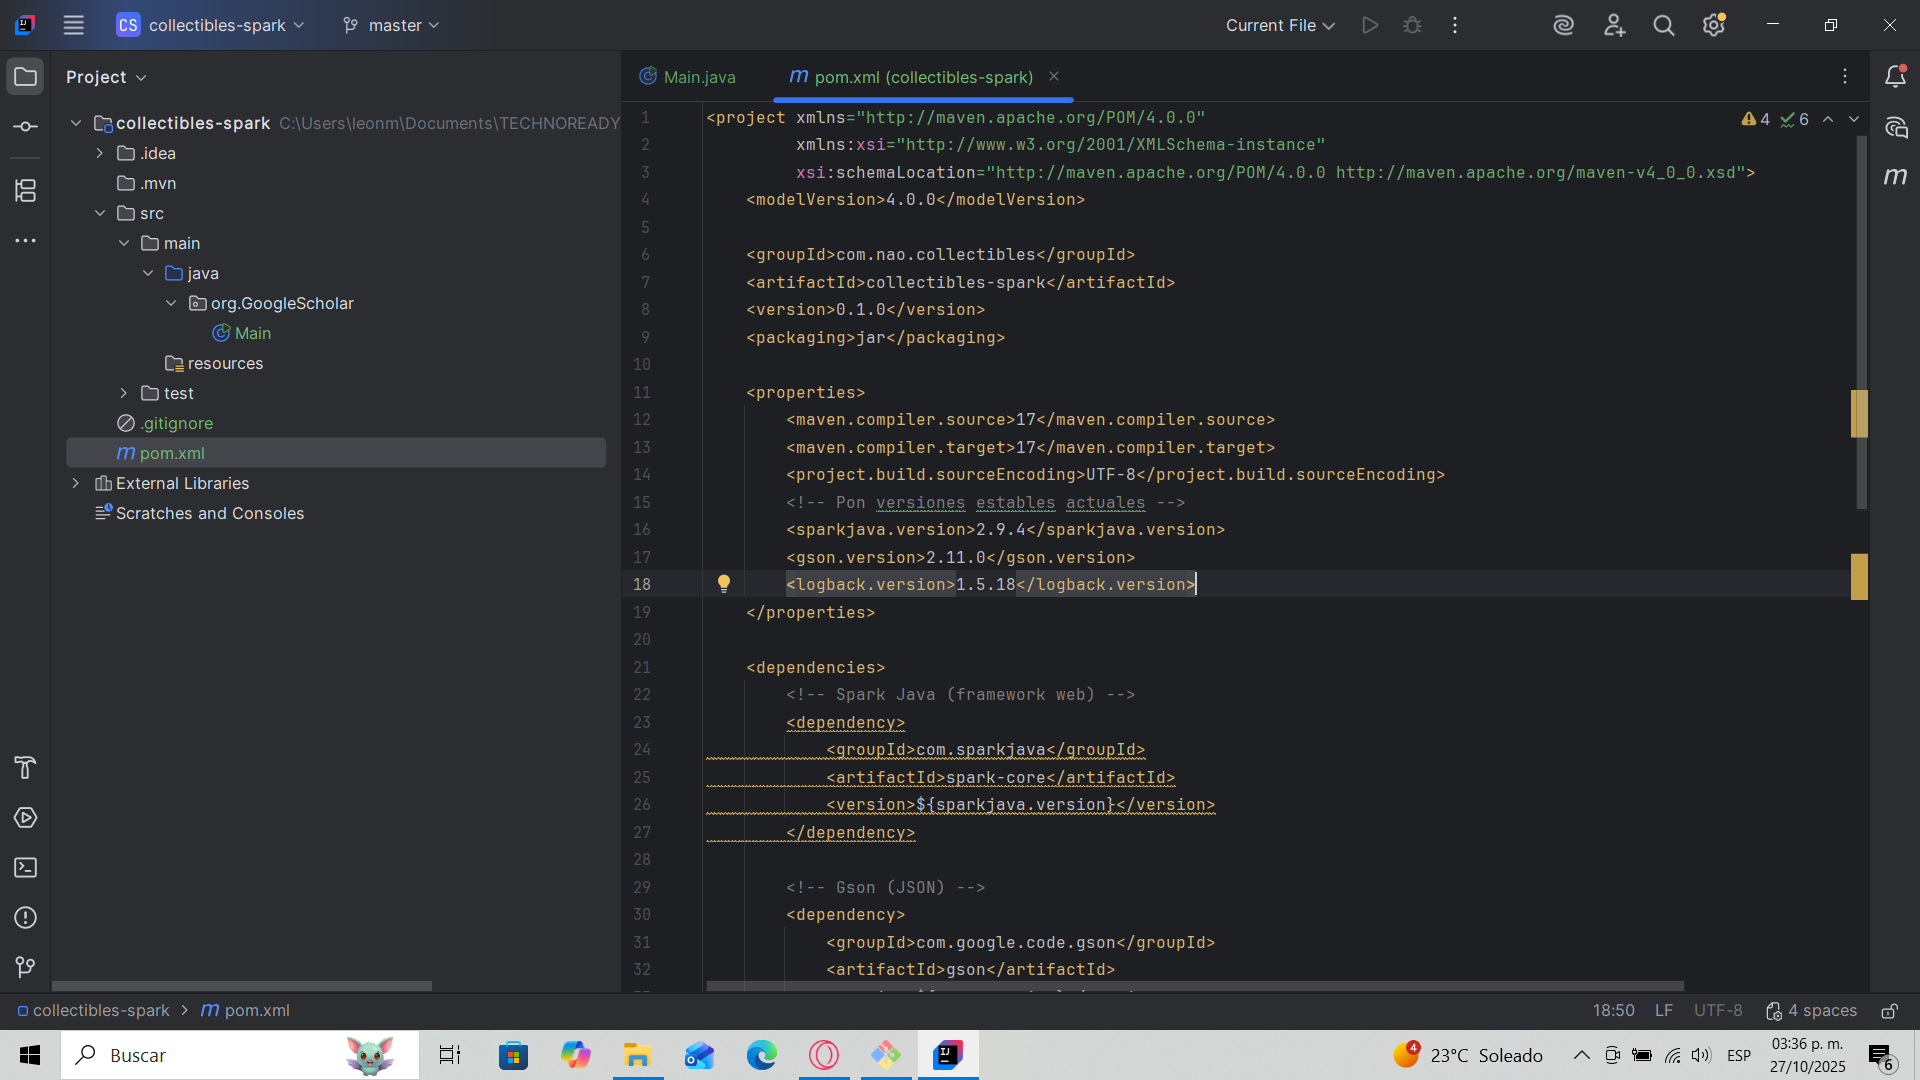 CS collectibles-spark
master
Current File
Project
collectibles-spark C:\Users\leonm\Documents\TECHNOREADY
.idea
.mvn
src
main
java
org.GoogleScholar
Main
resources
test
.gitignore
m pom.xml
External Libraries
Scratches and Consoles
Main.java
m pom.xml (collectibles-spark)
4 6
1 <project xmlns="http://maven.apache.org/POM/4.0.0"
2 xmlns:xsi="http://www.w3.org/2001/XMLSchema-instance"
3 xsi:schemaLocation="http://maven.apache.org/POM/4.0.0 http://maven.apache.org/maven-v4_0_0.xsd">
4 <modelVersion>4.0.0</modelVersion>
5
6 <groupId>com.nao.collectibles</groupId>
7 <artifactId>collectibles-spark</artifactId>
8 <version>0.1.0</version>
9 <packaging>jar</packaging>
10
11 <properties>
12 <maven.compiler.source>17</maven.compiler.source>
13 <maven.compiler.target>17</maven.compiler.target>
14 <project.build.sourceEncoding>UTF-8</project.build.sourceEncoding>
15 <!-- Pon versiones estables actuales -->
16 <sparkjava.version>2.9.4</sparkjava.version>
17 <gson.version>2.11.0</gson.version>
18 <logback.version>1.5.18</logback.version>
19 </properties>
20
21 <dependencies>
22 <!-- Spark Java (framework web) -->
23 <dependency>
24 <groupId>com.sparkjava</groupId>
25 <artifactId>spark-core</artifactId>
26 <version>${sparkjava.version}</version>
27 </dependency>
28
29 <!-- Gson (JSON) -->
30 <dependency>
31 <groupId>com.google.code.gson</groupId>
32 <artifactId>gson</artifactId>
m
collectibles-spark > m pom.xml
18:50 LF UTF-8 4 spaces
Buscar
4 23°C Soleado
ESP
03:36 p. m.
27/10/2025
6